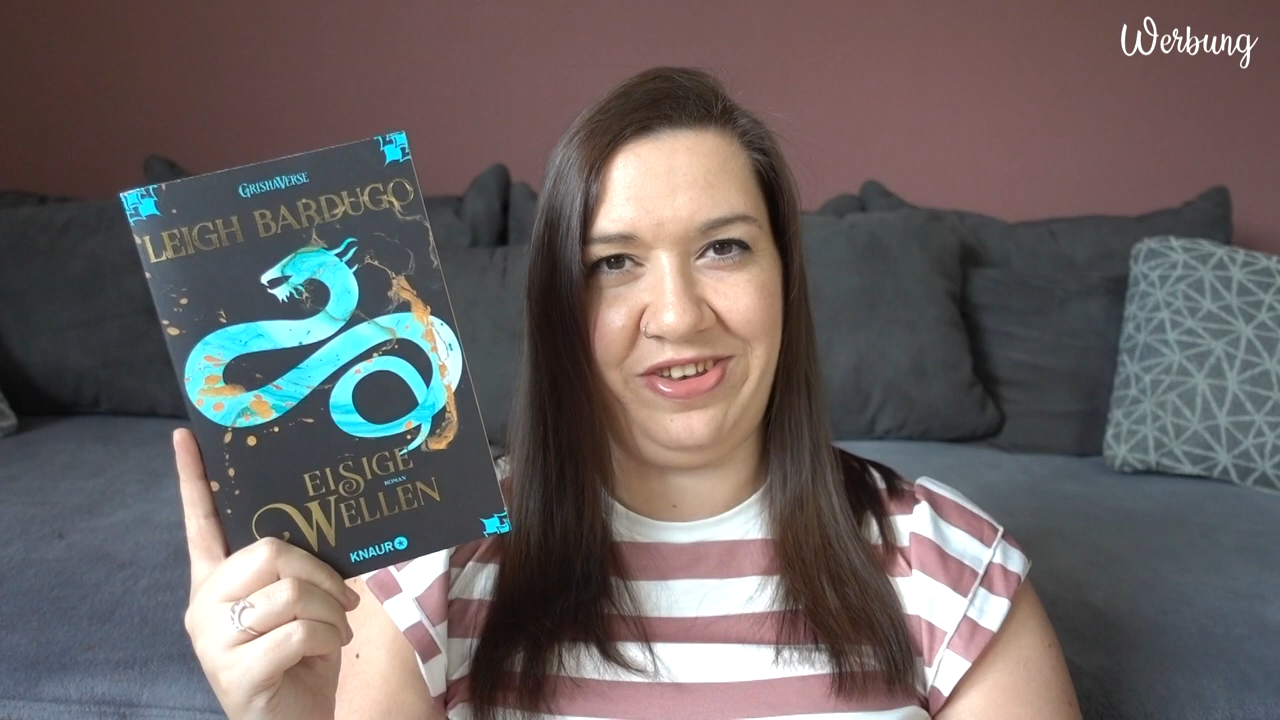 Werbung
GRISHAVERSE
LEIGH BARDUGO
EISIGE
ROMAN
WELLEN
KNAUR